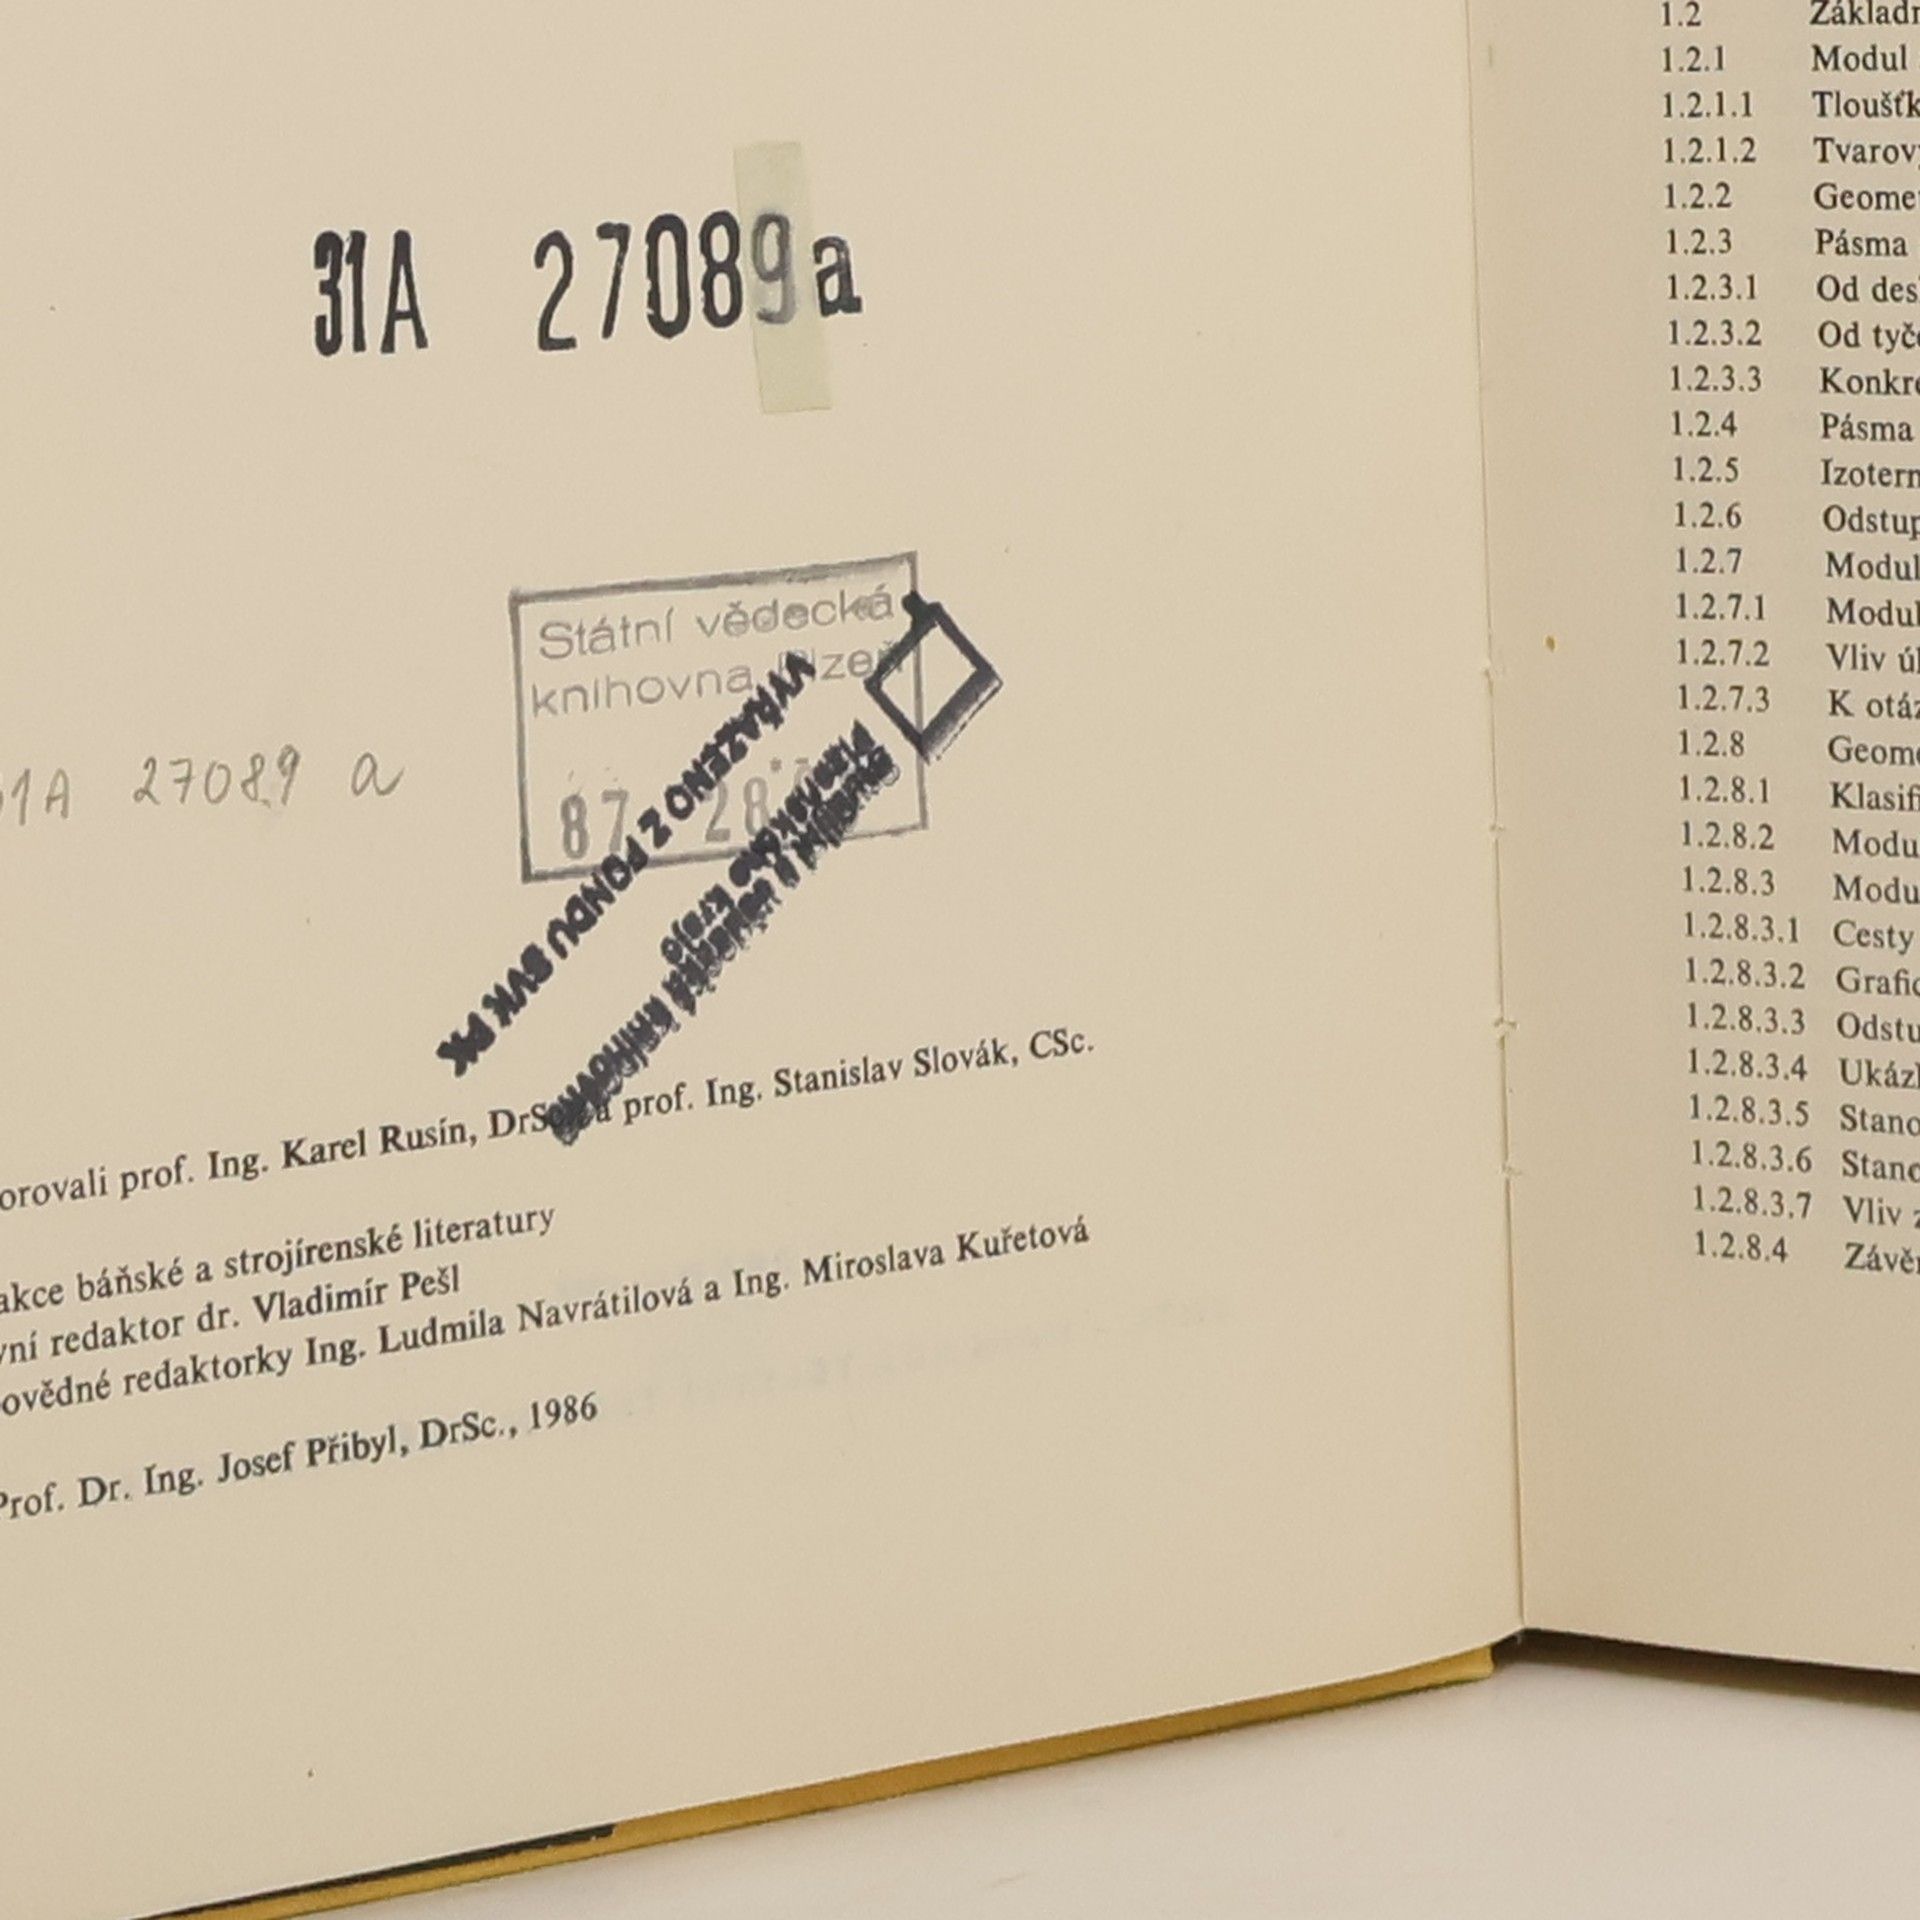 31A 27089a
Státní vědecká
knihovna Plzeň
87 28
VYŘAZENO Z FONDU SVK PK
Plzeňského kraje
31A 27089 a
prof. Ing. Karel Rusín, DrSc. a prof. Ing. Stanislav Slovák, CSc.
báňské a strojírenské literatury
redaktor dr. Vladimír Pešl
redaktorky Ing. Ludmila Navrátilová a Ing. Miroslava Kuřetová
Prof. Dr. Ing. Josef Přibyl, DrSc., 1986
1.2 Základn
1.2.1 Modul
1.2.1.1 Tloušťk
1.2.1.2 Tvarov
1.2.2 Geome
1.2.3 Pásma
1.2.3.1 Od des
1.2.3.2 Od tyč
1.2.3.3 Konkr
1.2.4 Pásma
1.2.5 Izoterm
1.2.6 Odstup
1.2.7 Modul
1.2.7.1 Modul
1.2.7.2 Vliv úh
1.2.7.3 K otáz
1.2.8 Geome
1.2.8.1 Klasifi
1.2.8.2 Modu
1.2.8.3 Modu
1.2.8.3.1 Cesty
1.2.8.3.2 Grafic
1.2.8.3.3 Odstu
1.2.8.3.4 Ukázk
1.2.8.3.5 Stano
1.2.8.3.6 Stano
1.2.8.3.7 Vliv z
1.2.8.4 Závěr